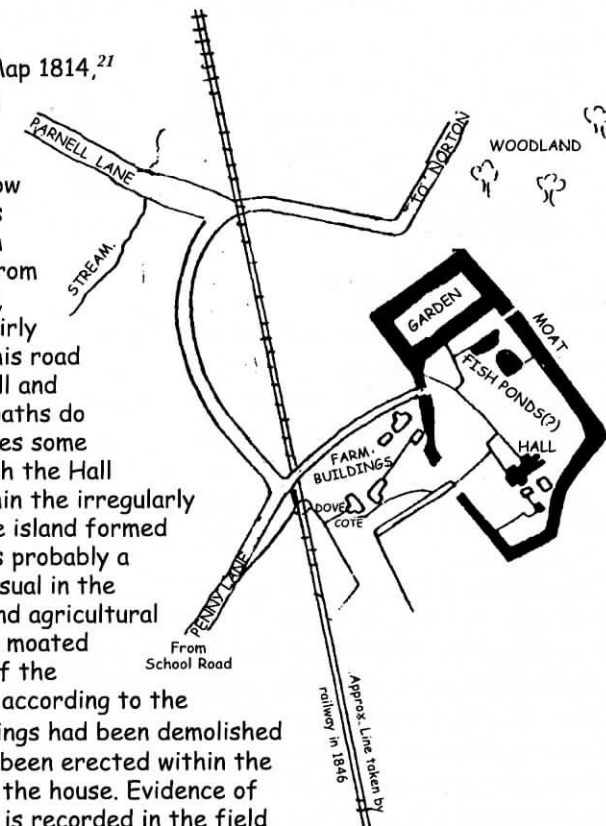 Map 1814,²¹
ow
s
rom
irly
his road
ll and
paths do
es some
h the Hall
hin the irregularly
e island formed
s probably a
sual in the
nd agricultural
moated
f the
according to the
ings had been demolished
been erected within the
the house. Evidence of
is recorded in the field
PARNELL LANE
STREAM.
to NORTON
WOODLAND
GARDEN
MOAT
FISH PONDS(?)
HALL
FARM.
BUILDINGS
DOVE
COTE
PENNY LANE
From
School Road
Approx. Line taken by
railway in 1846